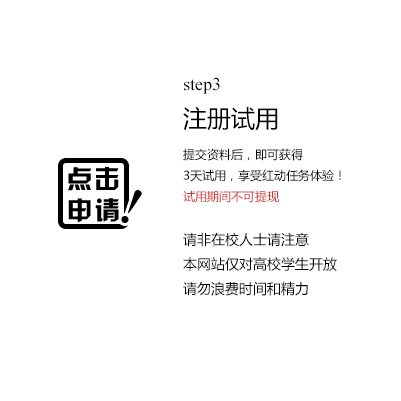 step3
注册试用
提交资料后，即可获得
3天试用，享受红动任务体验！
试用期间不可提现
点击
申请!
请非在校人士请注意
本网站仅对高校学生开放
请勿浪费时间和精力